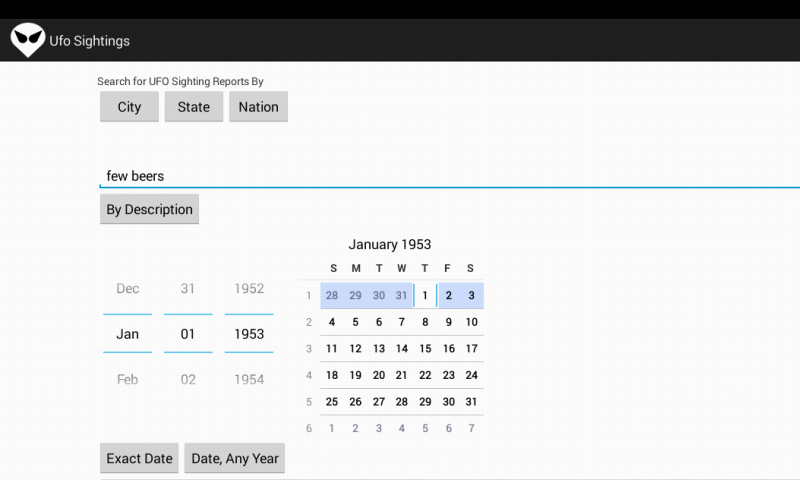 Ufo Sightings
Search for UFO Sighting Reports By
City State Nation
few beers
By Description
January 1953
S M T W T F S
Dec 31 1952
1 28 29 30 31 1 2 3
2 4 5 6 7 8 9 10
Jan 01 1953
3 11 12 13 14 15 16 17
4 18 19 20 21 22 23 24
Feb 02 1954
5 25 26 27 28 29 30 31
6 1 2 3 4 5 6 7
Exact Date Date, Any Year